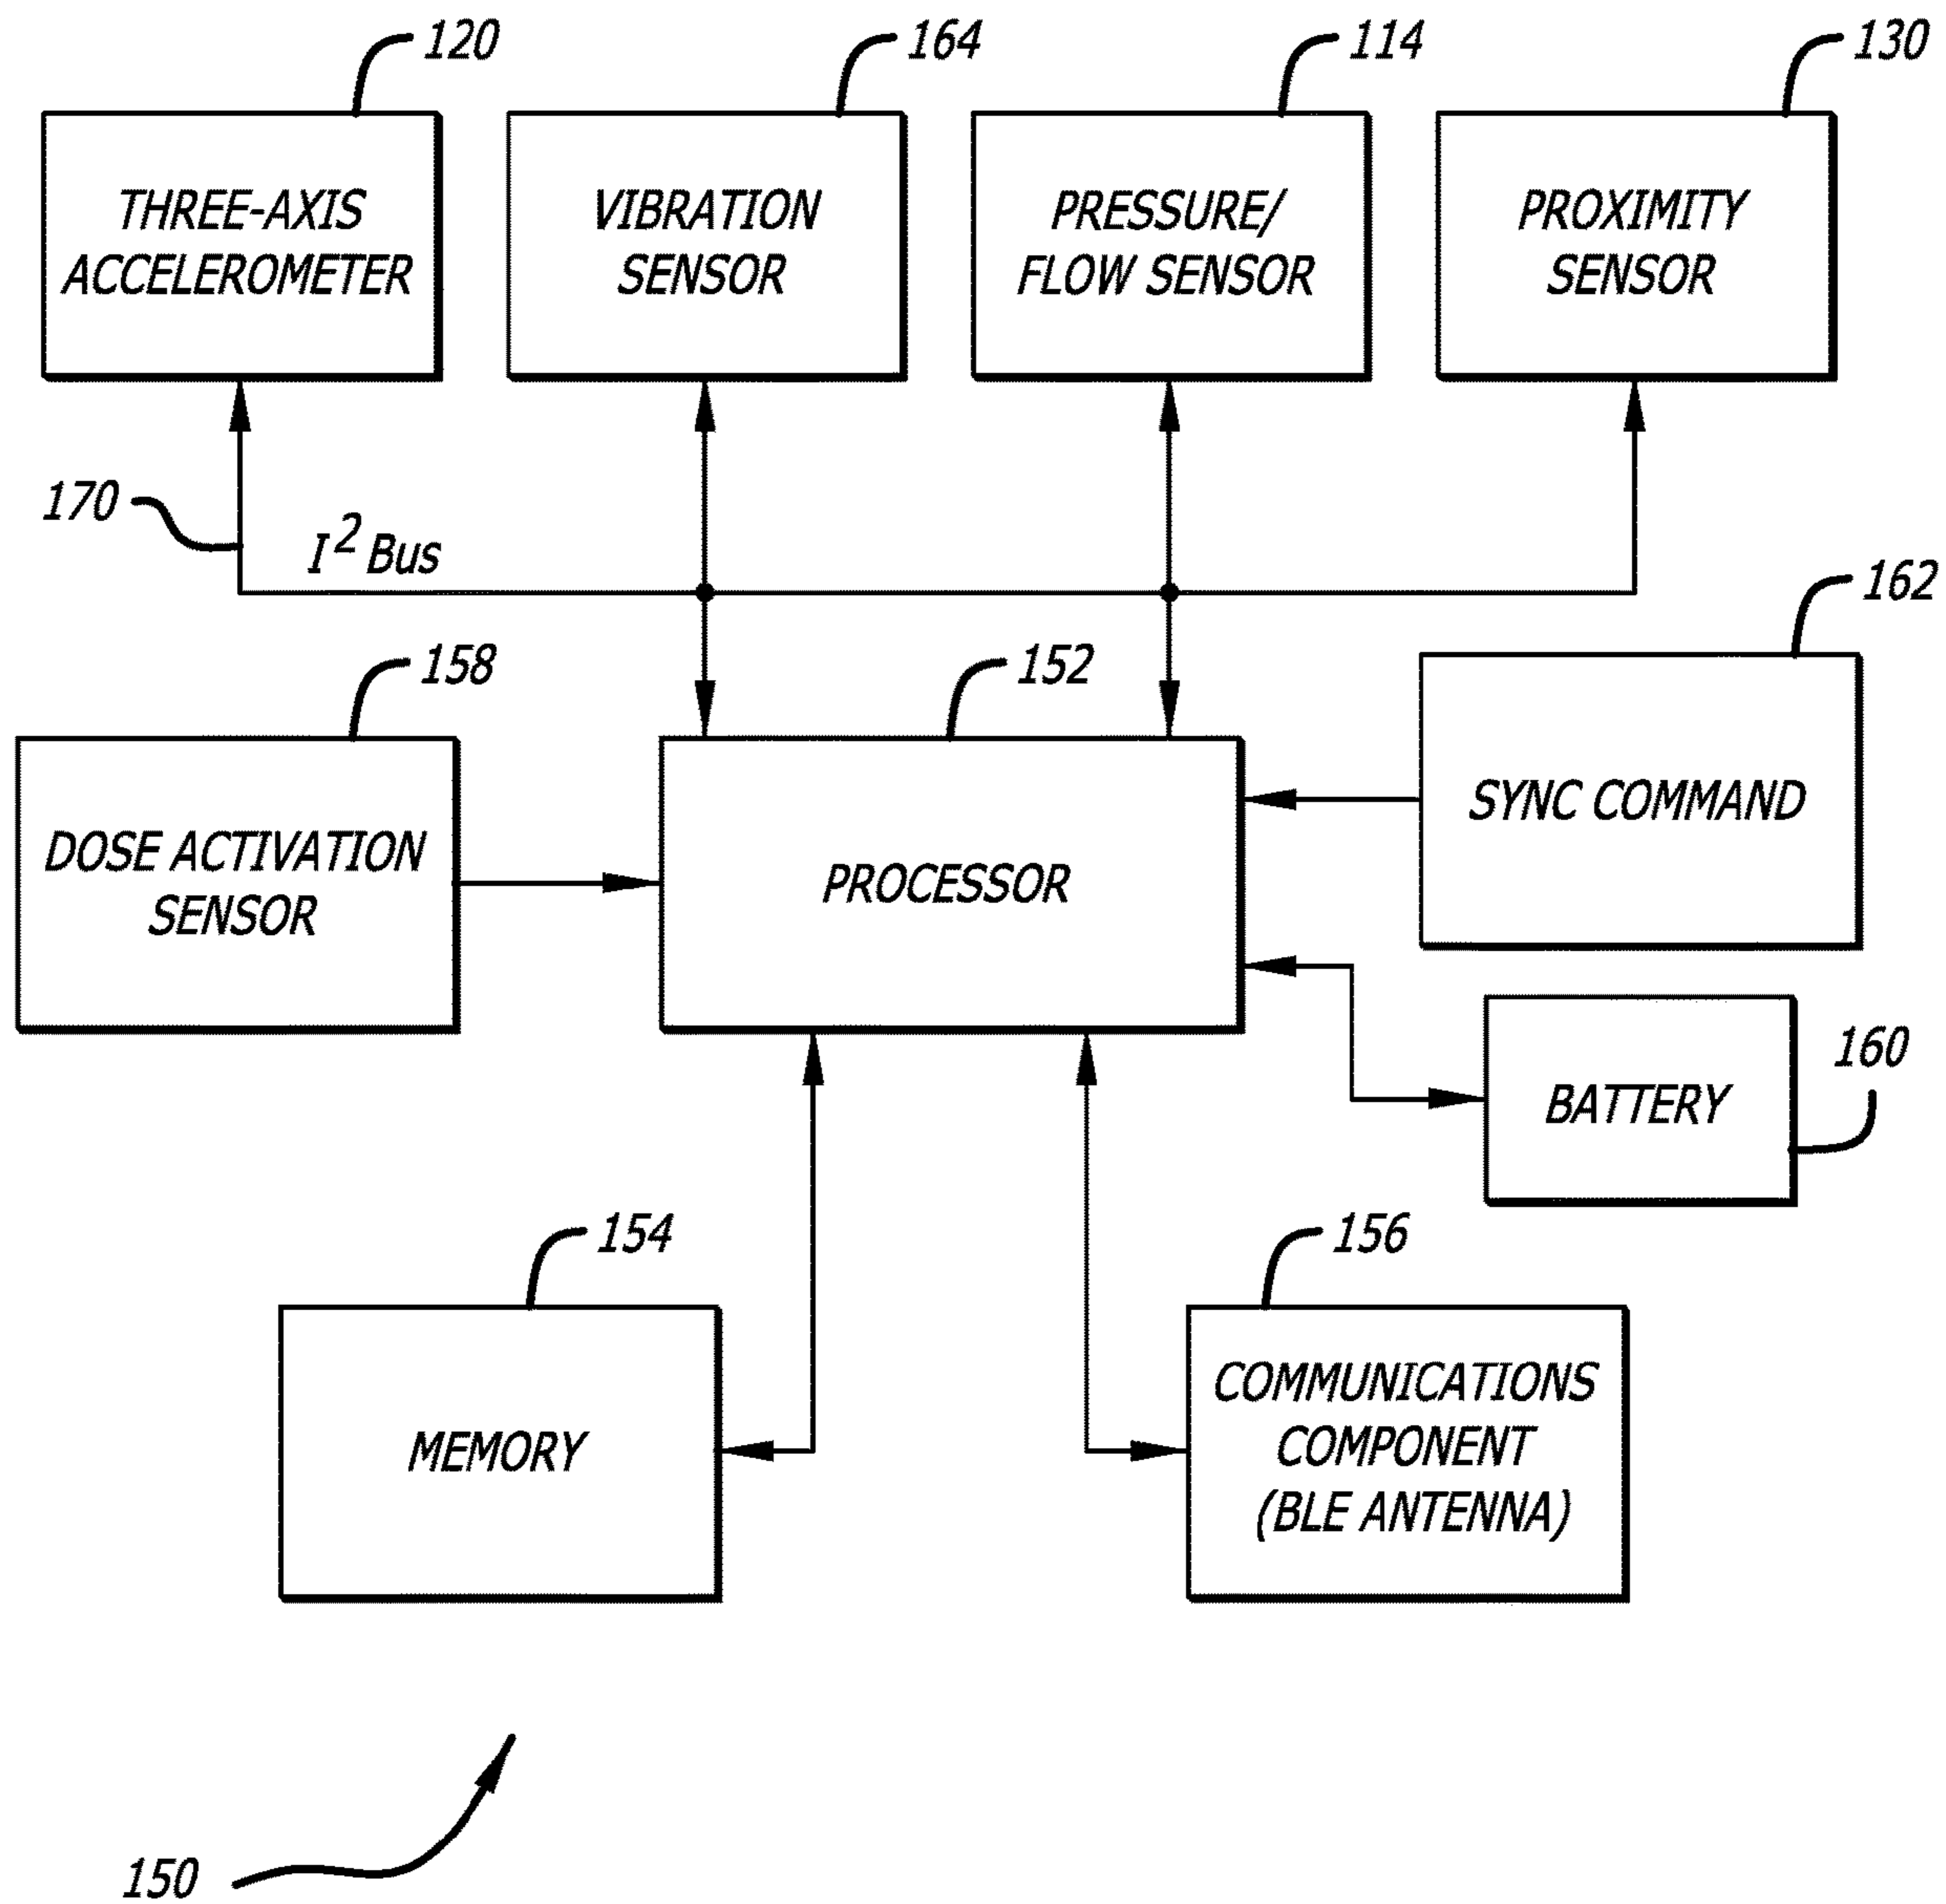 120
164
114
130
THREE-AXIS
ACCELEROMETER
VIBRATION
SENSOR
PRESSURE/
FLOW SENSOR
PROXIMITY
SENSOR
170
I² Bus
162
158
152
SYNC COMMAND
DOSE ACTIVATION
SENSOR
PROCESSOR
160
BATTERY
154
156
MEMORY
COMMUNICATIONS
COMPONENT
(BLE ANTENNA)
150